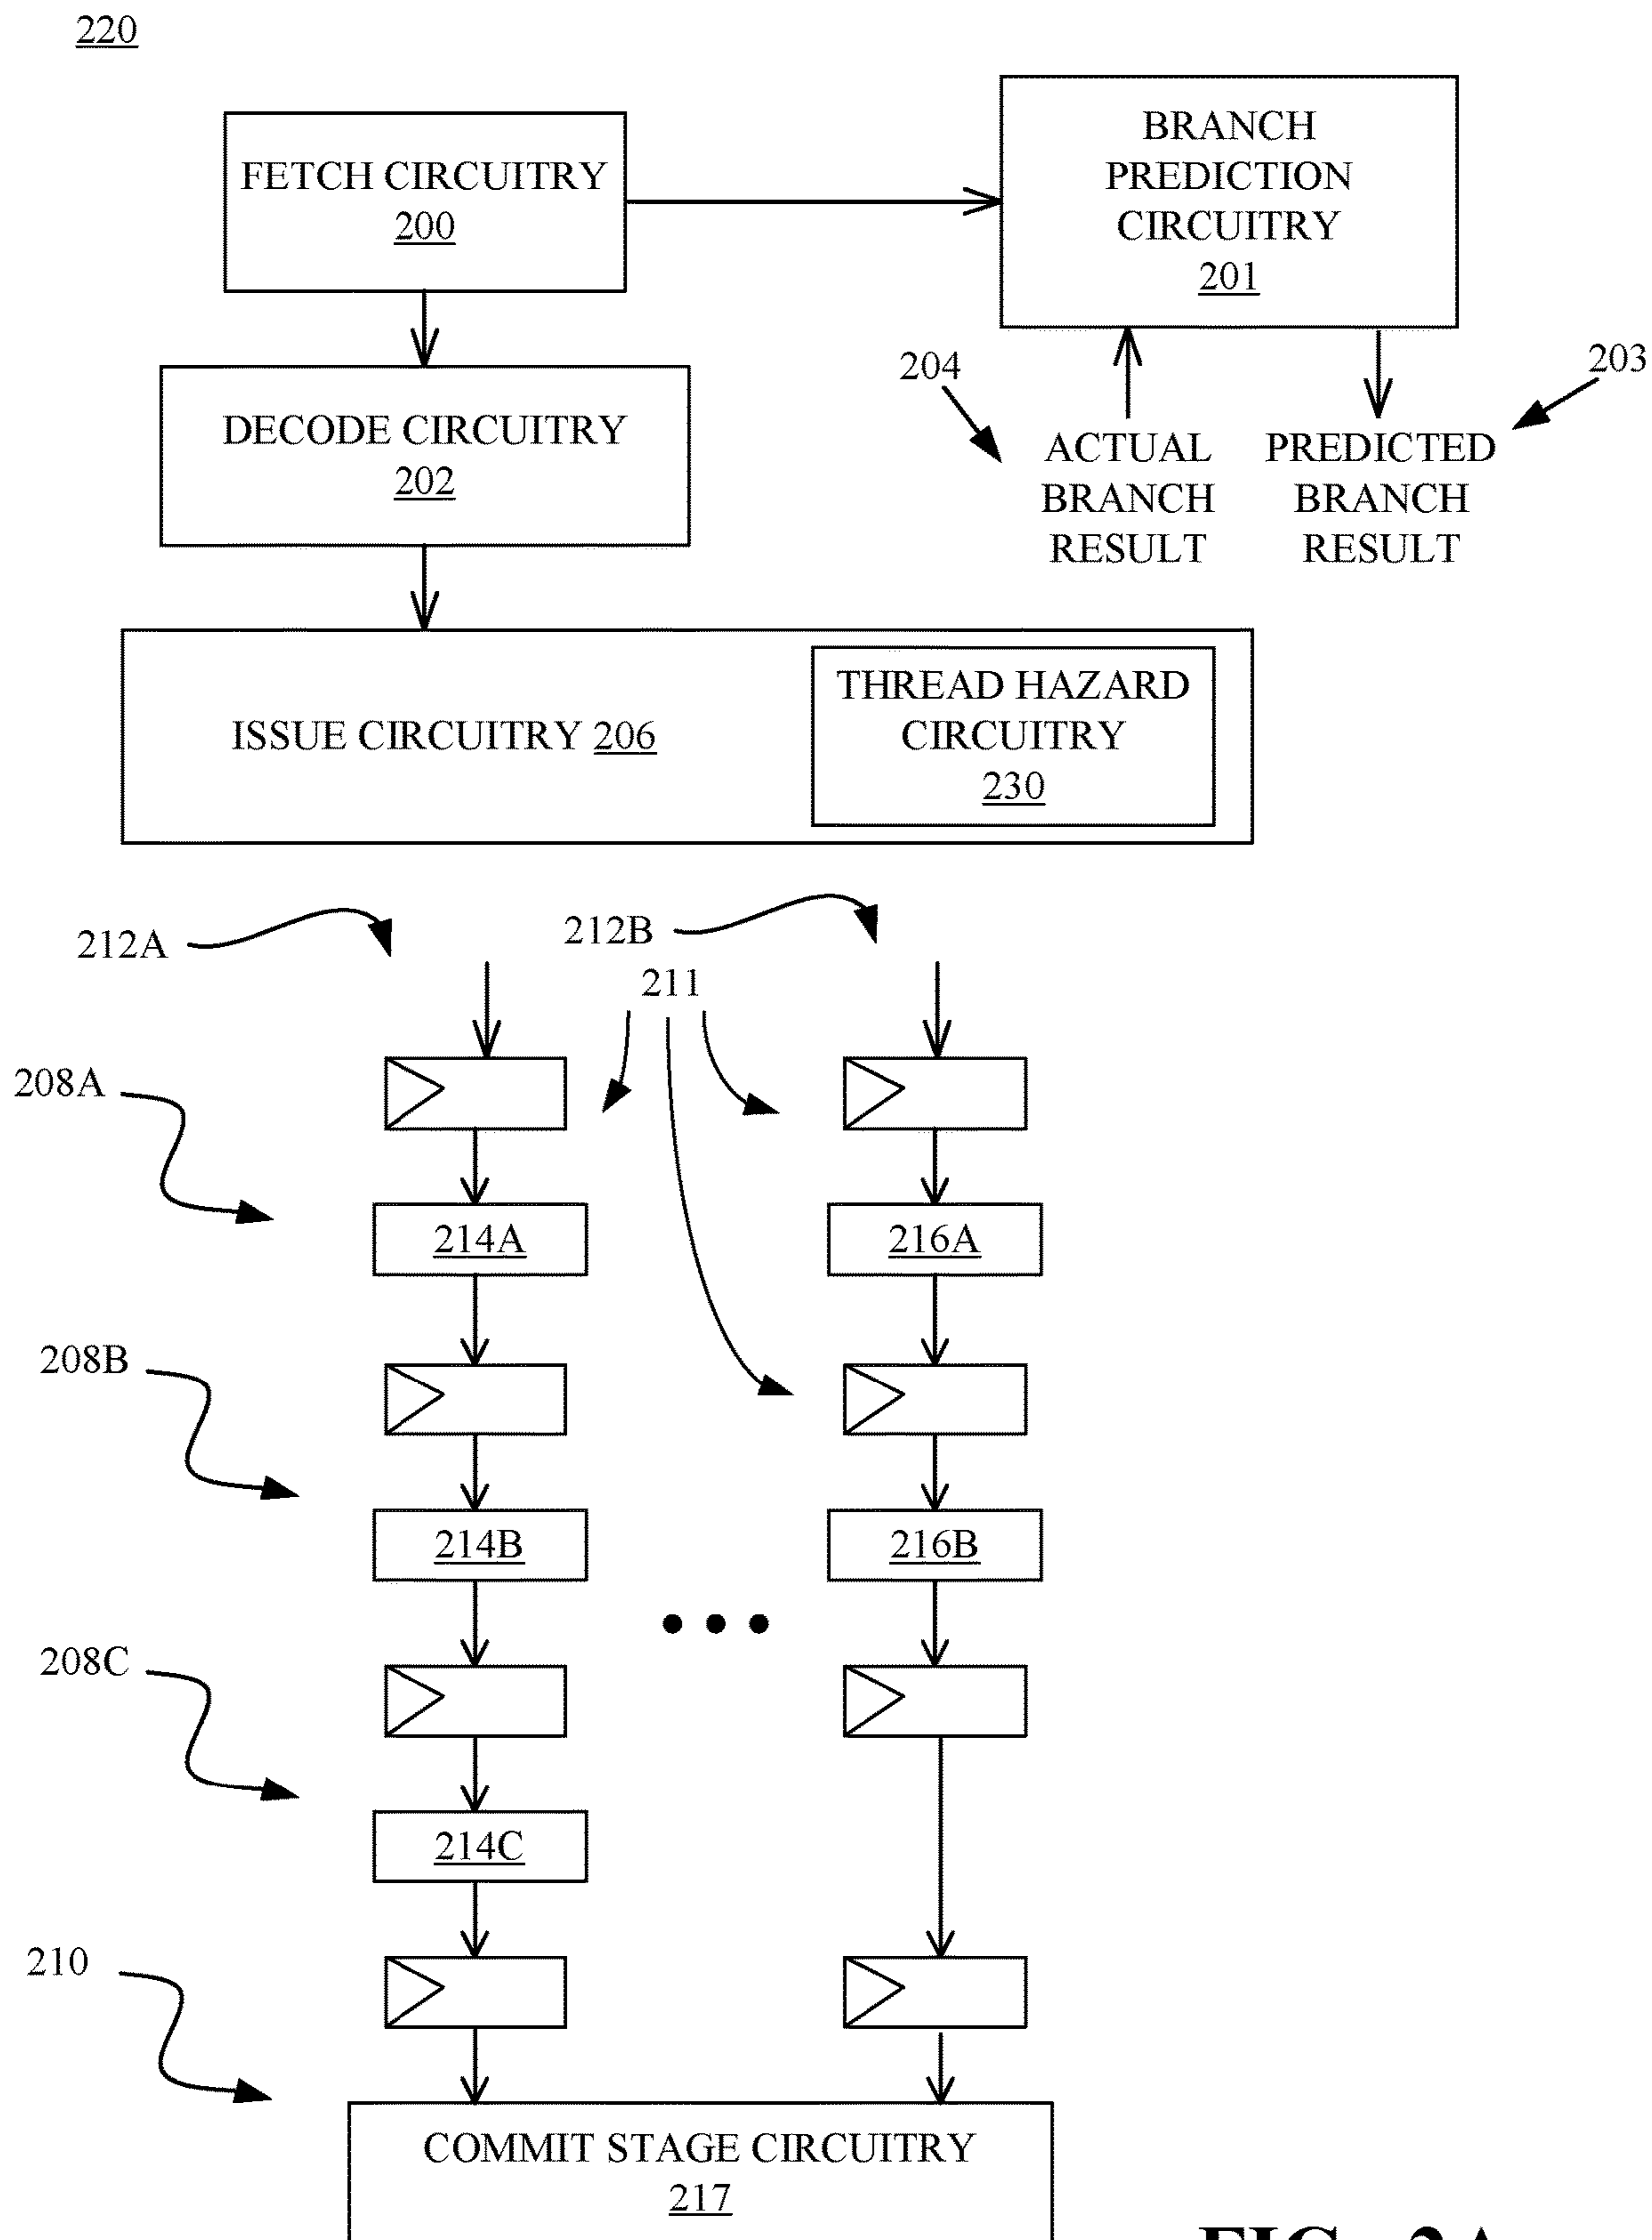 220
FETCH CIRCUITRY
200
BRANCH
PREDICTION
CIRCUITRY
201
204
203
DECODE CIRCUITRY
202
ACTUAL
BRANCH
RESULT
PREDICTED
BRANCH
RESULT
ISSUE CIRCUITRY 206
THREAD HAZARD
CIRCUITRY
230
212A
212B
211
208A
214A
216A
208B
214B
216B
208C
214C
210
COMMIT STAGE CIRCUITRY
217
FIG. 2A